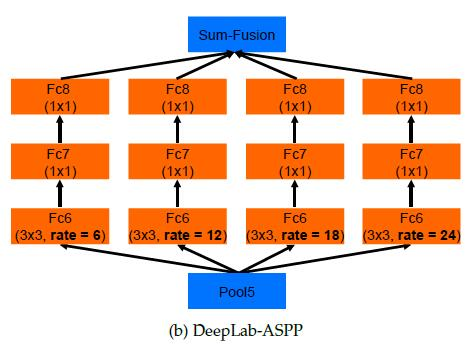 Sum-Fusion
Fc8
(1x1)
Fc8
(1x1)
Fc8
(1x1)
Fc8
(1x1)
Fc7
(1x1)
Fc7
(1x1)
Fc7
(1x1)
Fc7
(1x1)
Fc6
(3x3, rate = 6)
Fc6
(3x3, rate = 12)
Fc6
(3x3, rate = 18)
Fc6
(3x3, rate = 24)
Pool5
(b) DeepLab-ASPP